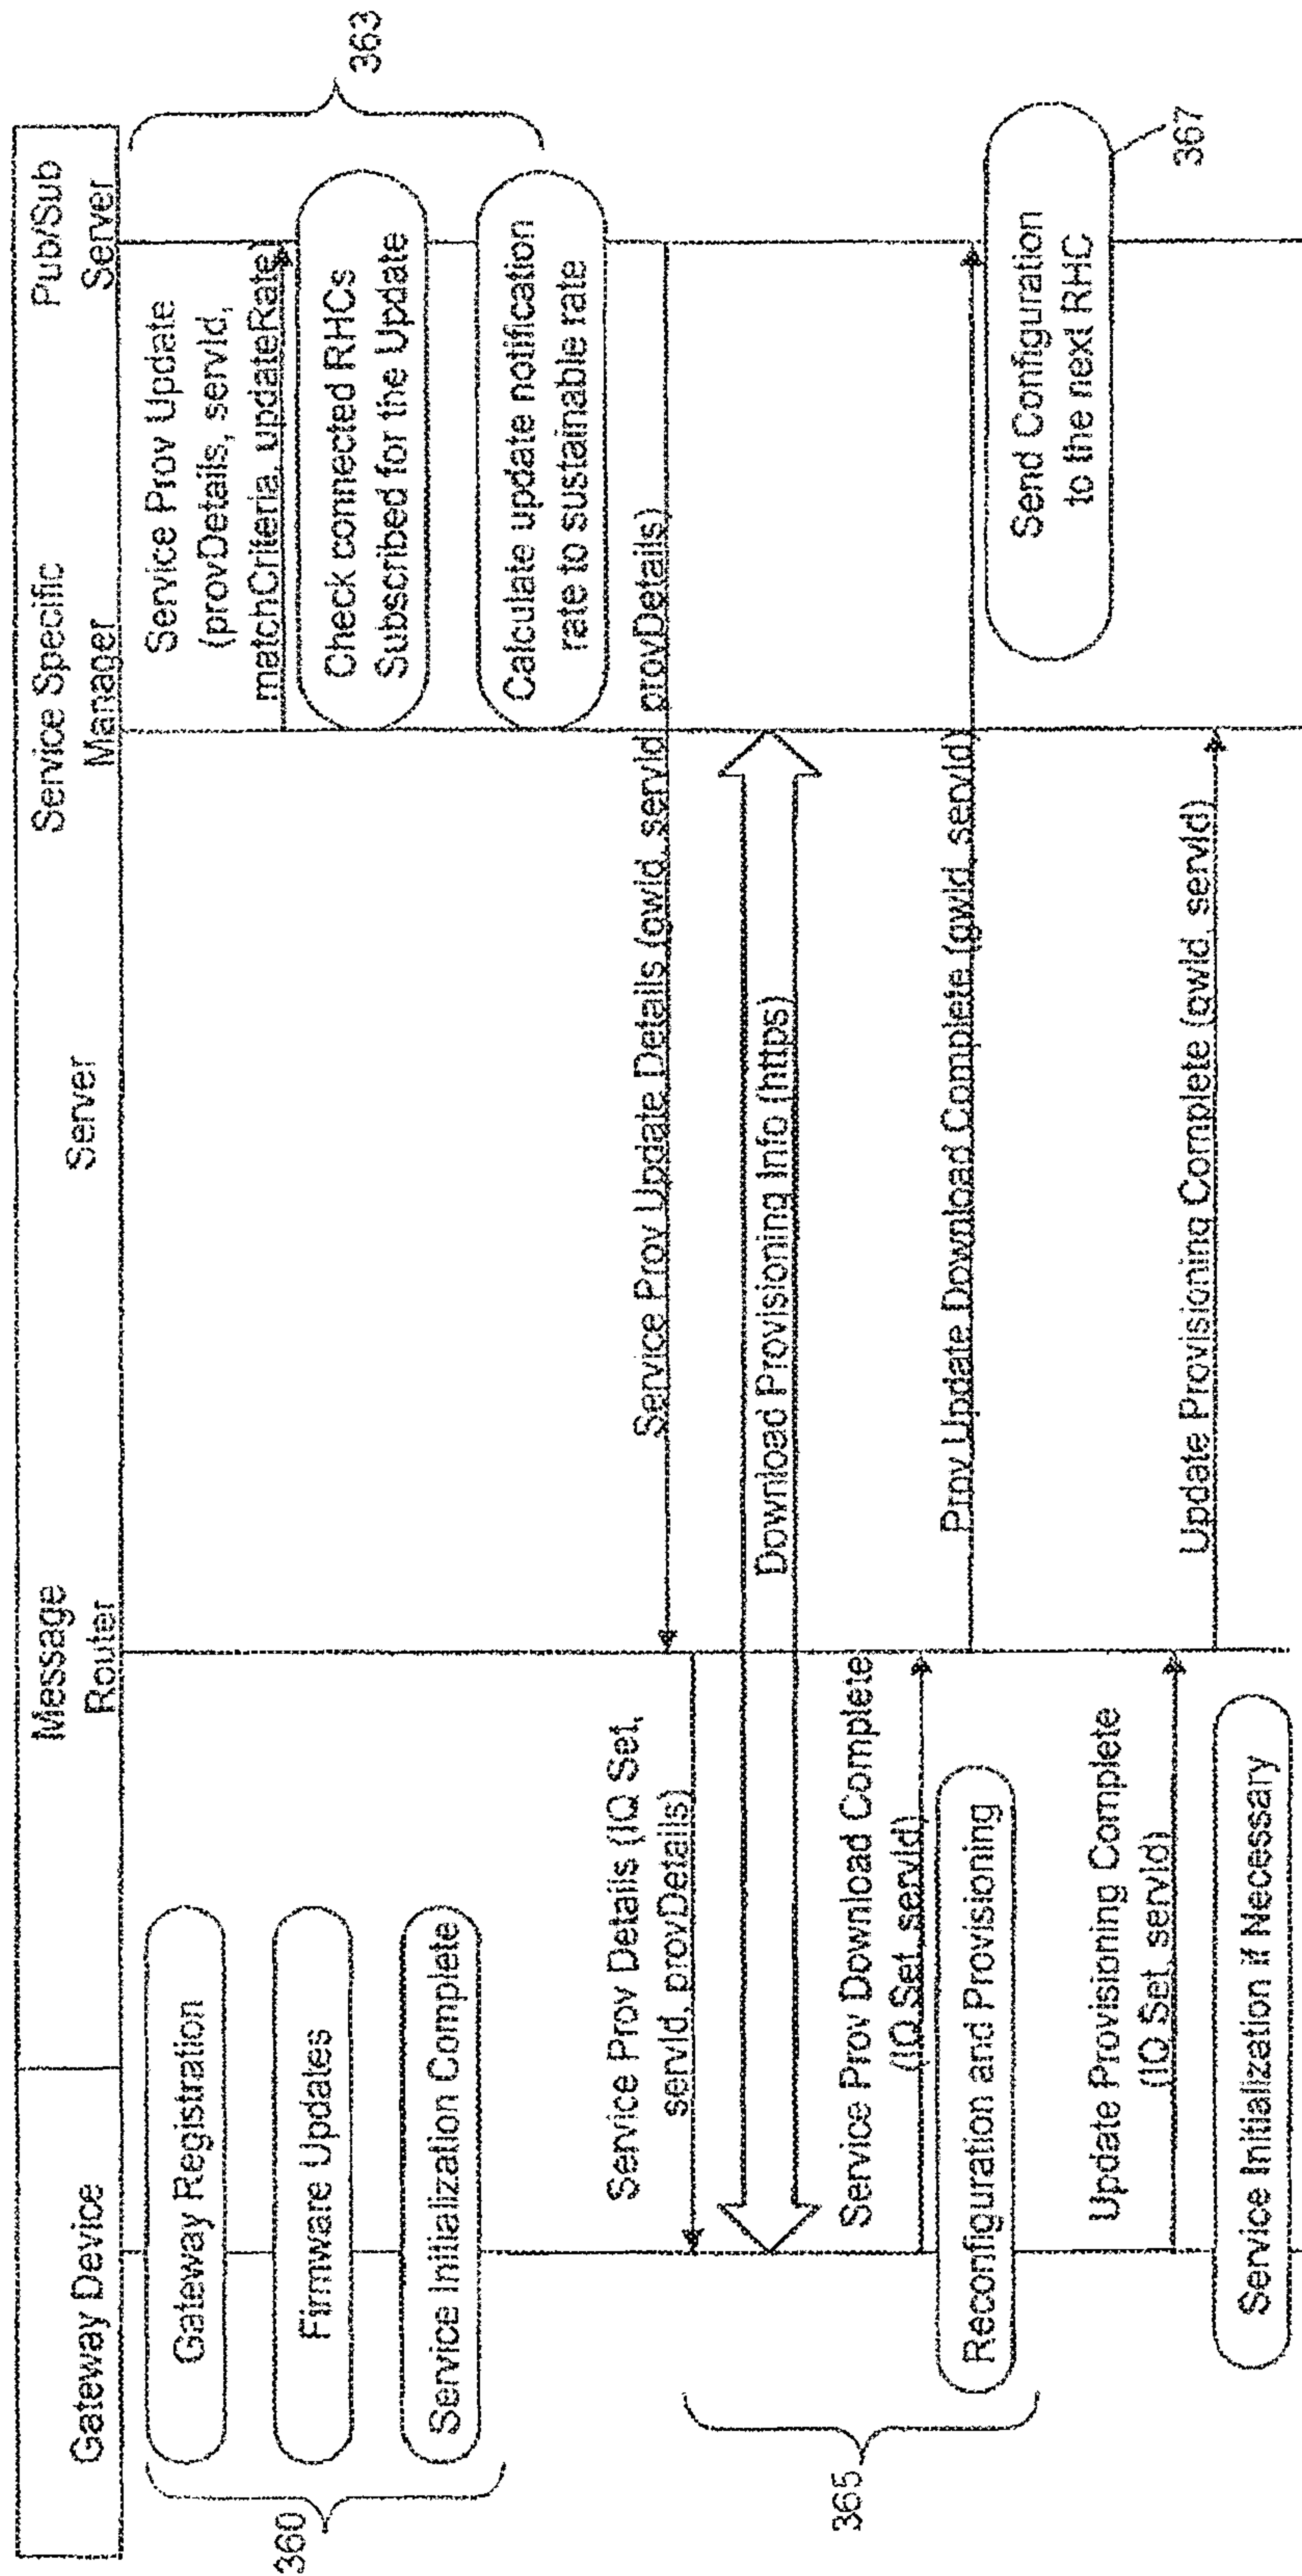 Gateway Device
Message
Router
Server
Service Specific
Manager
Pub/Sub
Server
360
Gateway Registration
Firmware Updates
Service Initialization Complete
Service Prov Update
(provDetails, servId,
matchCriteria, updateRate)
363
Check connected RHCs
Subscribed for the Update
Calculate update notification
rate to sustainable rate
Service Prov Update Details (gwId, servId, provDetails)
Service Prov Details (IQ Set,
servId, provDetails)
Download Provisioning Info (https)
365
Service Prov Download Complete
(IQ Set, servId)
Prov Update Download Complete (gwId, servId)
Reconfiguration and Provisioning
Send Configuration
to the next RHC
367
Update Provisioning Complete
(IQ Set, servId)
Update Provisioning Complete (gwId, servId)
Service Initialization if Necessary